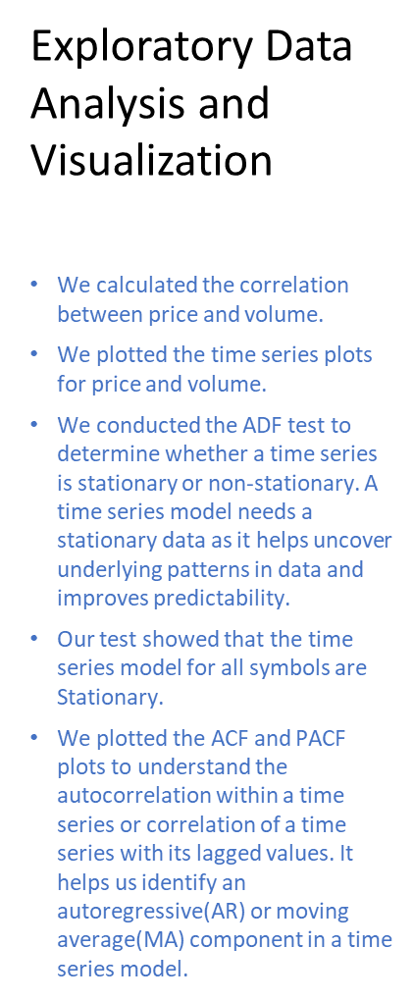 Exploratory Data
Analysis and
Visualization
• We calculated the correlation
between price and volume.
• We plotted the time series plots
for price and volume.
• We conducted the ADF test to
determine whether a time series
is stationary or non-stationary. A
time series model needs a
stationary data as it helps uncover
underlying patterns in data and
improves predictability.
• Our test showed that the time
series model for all symbols are
Stationary.
• We plotted the ACF and PACF
plots to understand the
autocorrelation within a time
series or correlation of a time
series with its lagged values. It
helps us identify an
autoregressive(AR) or moving
average(MA) component in a time
series model.